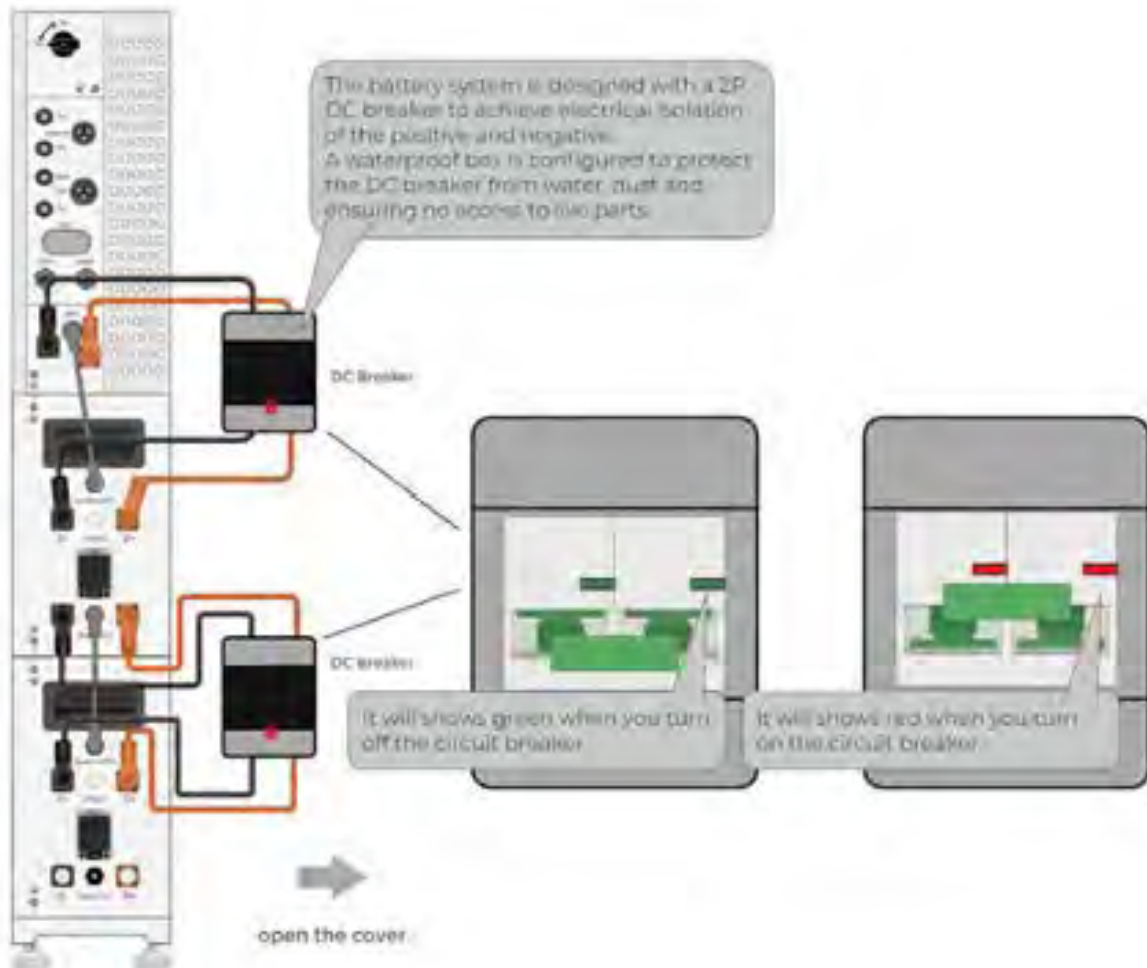 The battery system is designed with a 2P
DC breaker to achieve electrical isolation
of the positive and negative.
A waterproof box is configured to protect
the DC breaker from water, dust and
ensuring no access to live parts.
DC Breaker
DC breaker
It will shows green when you turn
off the circuit breaker
It will shows red when you turn
on the circuit breaker
open the cover